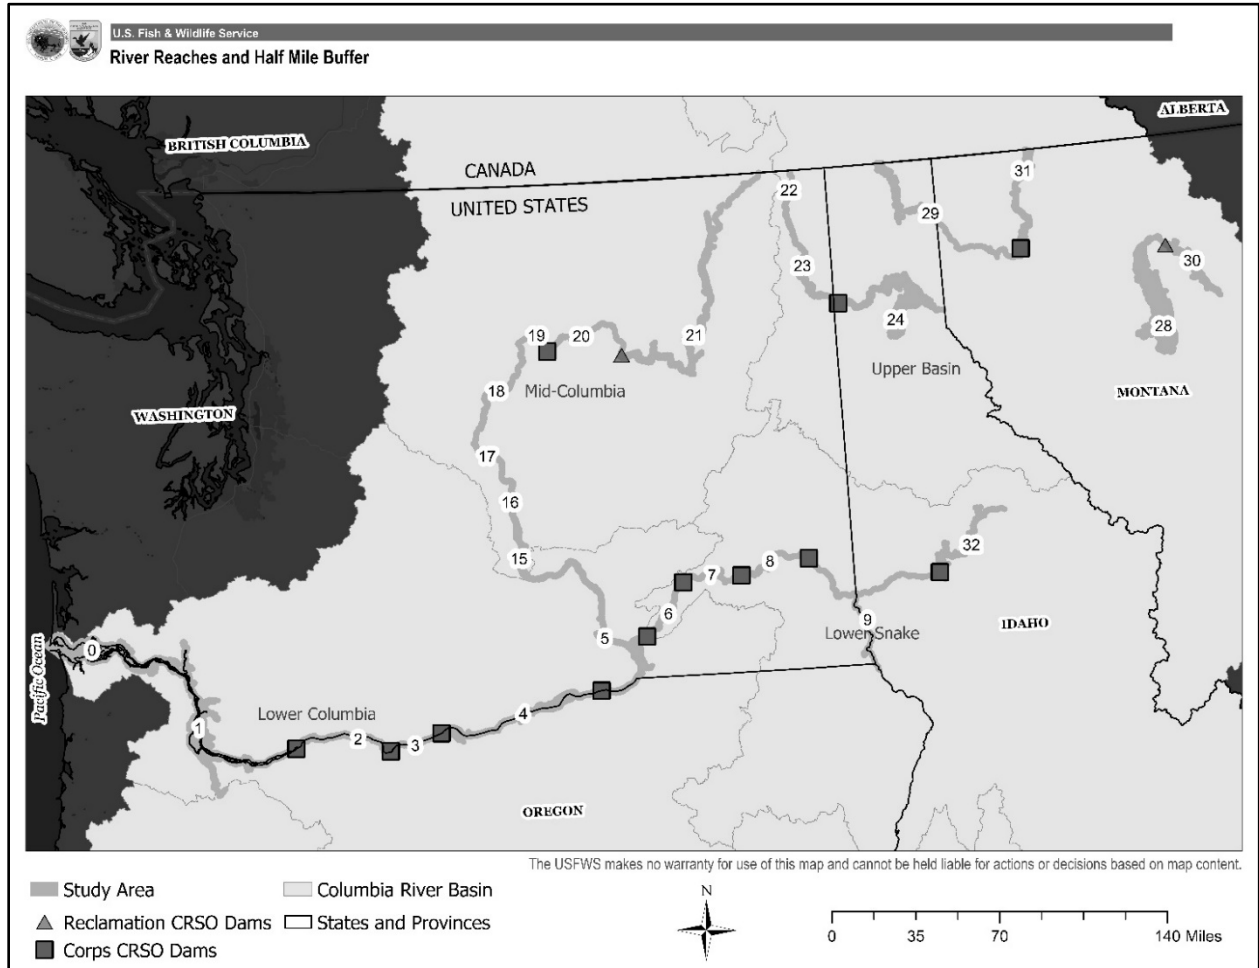 U.S. Fish & Wildlife Service
River Reaches and Half Mile Buffer
ALBERTA
BRITISH COLUMBIA
CANADA
UNITED STATES
31
22
29
23
30
24
28
19
20
21
Upper Basin
18
Mid-Columbia
MONTANA
WASHINGTON
17
16
15
32
8
7
6
9
IDAHO
Lower Snake
5
0
Pacific Ocean
Lower Columbia
4
1
2
3
OREGON
The USFWS makes no warranty for use of this map and cannot be held liable for actions or decisions based on map content.
Study Area
Columbia River Basin
Reclamation CRSO Dams
States and Provinces
Corps CRSO Dams
N
0 35 70 140 Miles